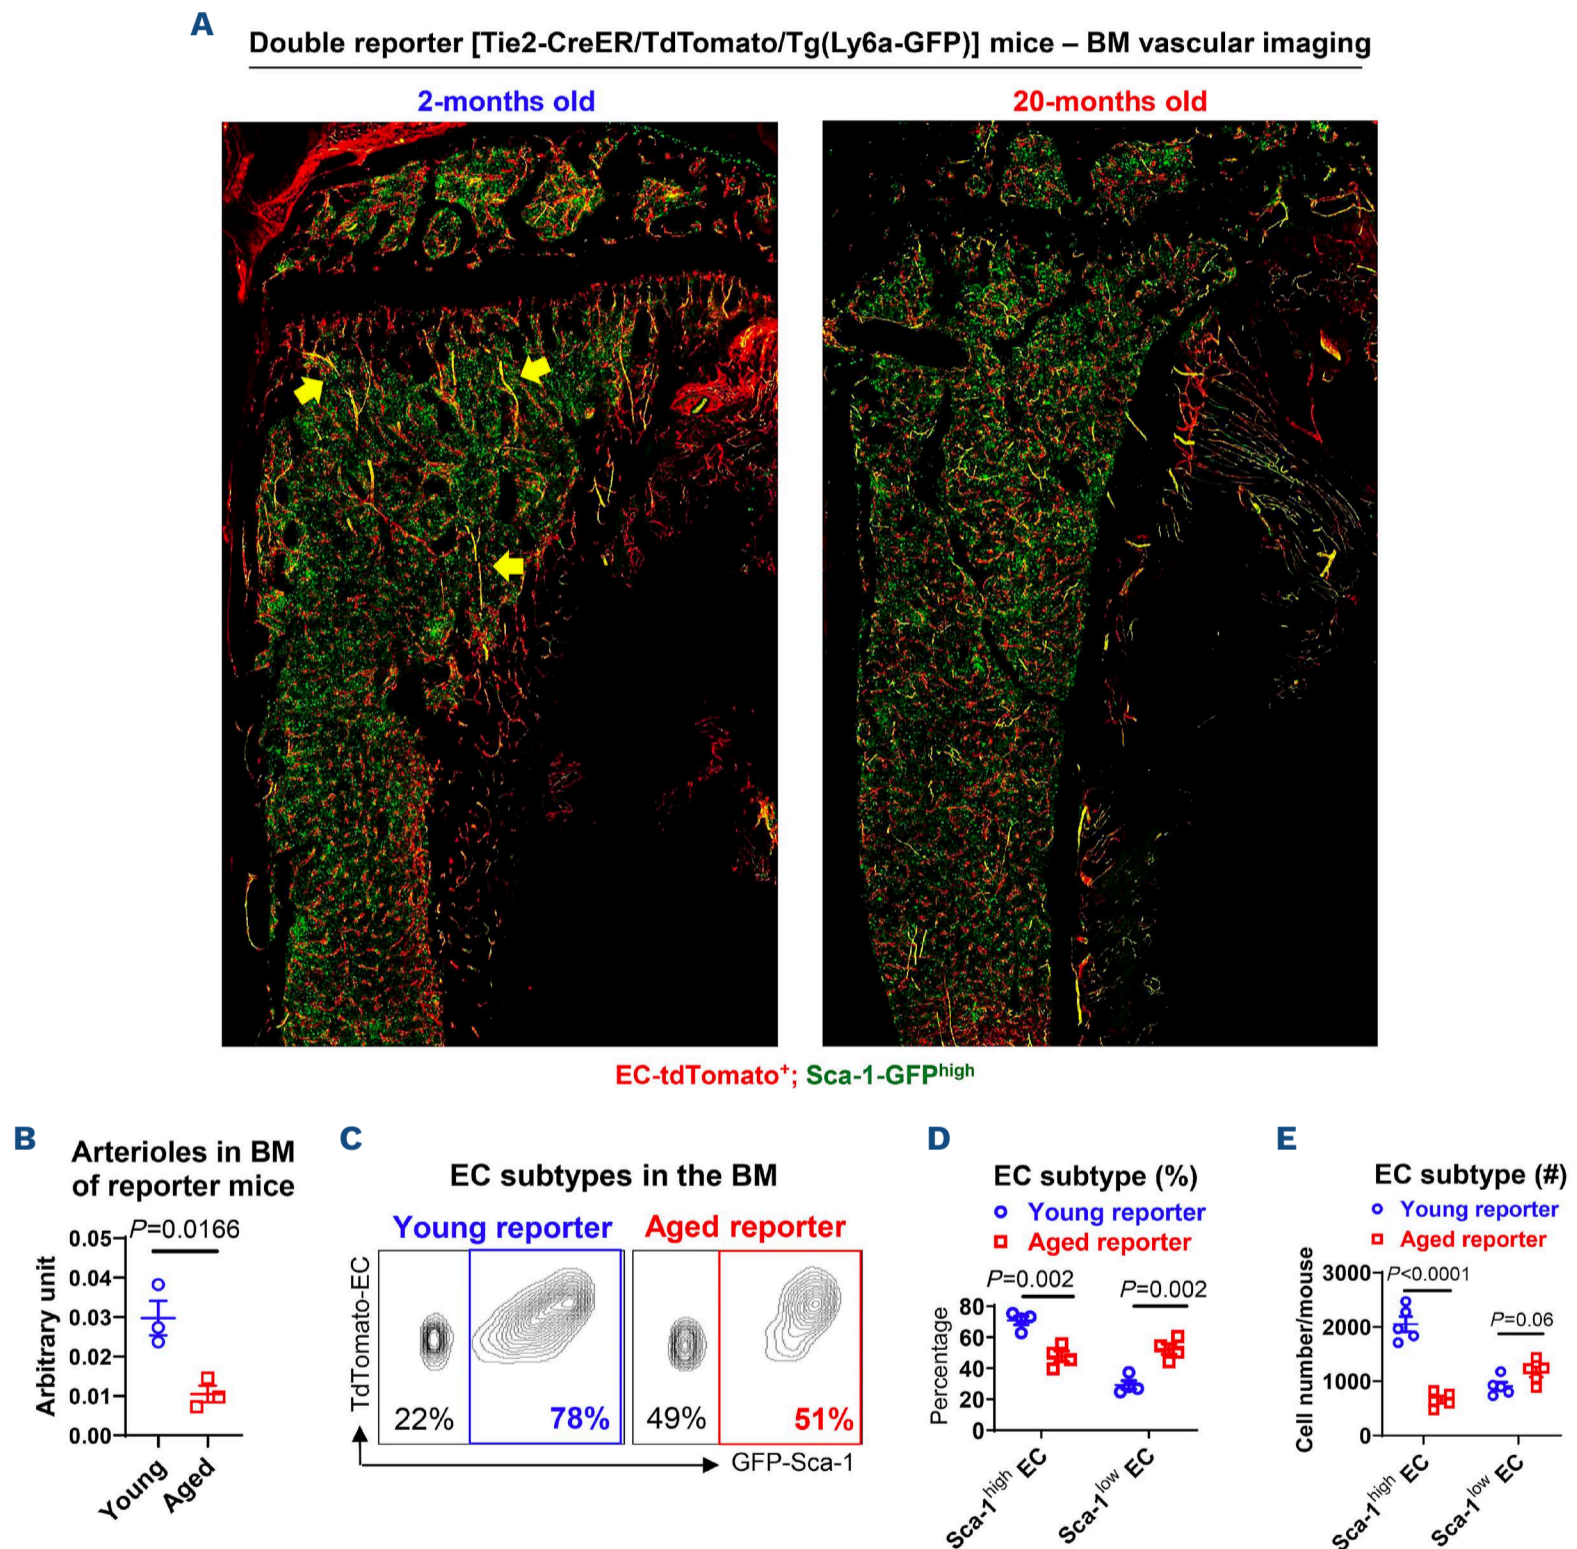 A
Double reporter [Tie2-CreER/TdTomato/Tg(Ly6a-GFP)] mice – BM vascular imaging
2-months old
20-months old
EC-tdTomato⁺; Sca-1-GFPʰⁱᵍʰ
B
Arterioles in BM
of reporter mice
P=0.0166
Arbitrary unit
0.05
0.04
0.03
0.02
0.01
0.00
Young
Aged
C
EC subtypes in the BM
Young reporter
Aged reporter
TdTomato-EC
22%
78%
49%
51%
GFP-Sca-1
D
EC subtype (%)
Young reporter
Aged reporter
P=0.002
P=0.002
Percentage
80
60
40
20
0
Sca-1ʰⁱᵍʰ EC
Sca-1ˡᵒʷ EC
E
EC subtype (#)
Young reporter
Aged reporter
P<0.0001
P=0.06
Cell number/mouse
3000
2000
1000
0
Sca-1ʰⁱᵍʰ EC
Sca-1ˡᵒʷ EC